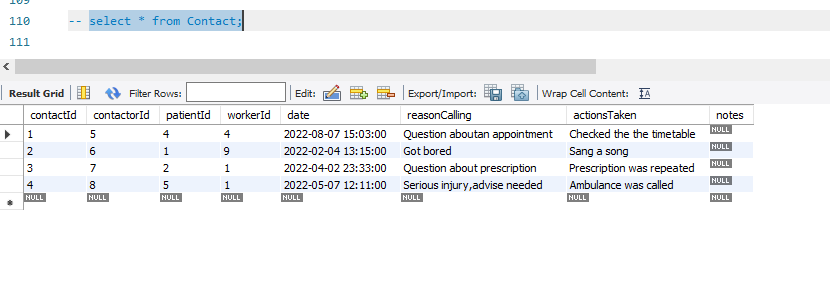 109
110 -- select * from Contact;
111
Result Grid Filter Rows: Edit: Export/Import: Wrap Cell Content: IA
contactId contactorId patientId workerId date reasonCalling actionsTaken notes
1 5 4 4 2022-08-07 15:03:00 Question aboutan appointment Checked the the timetable NULL
2 6 1 9 2022-02-04 13:15:00 Got bored Sang a song NULL
3 7 2 1 2022-04-02 23:33:00 Question about prescription Prescription was repeated NULL
4 8 5 1 2022-05-07 12:11:00 Serious injury,advise needed Ambulance was called NULL
NULL NULL NULL NULL NULL NULL NULL NULL